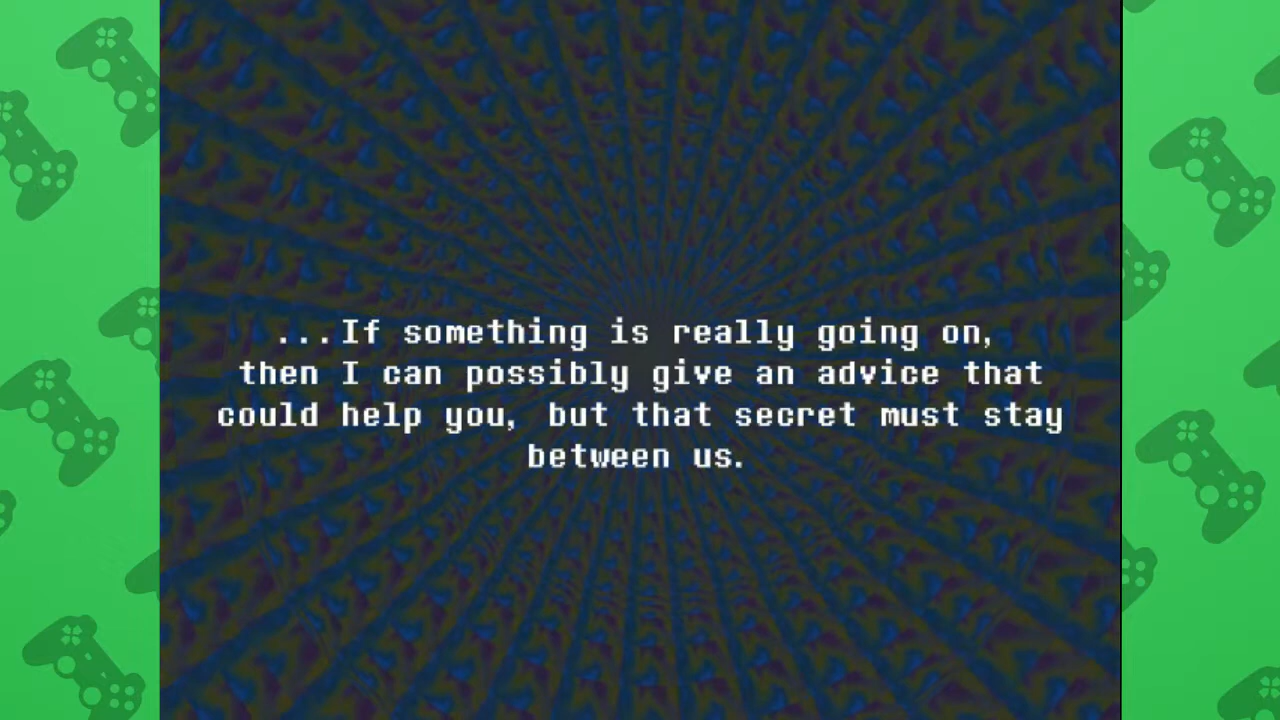 ...If something is really going on,
then I can possibly give an advice that
could help you, but that secret must stay
between us.